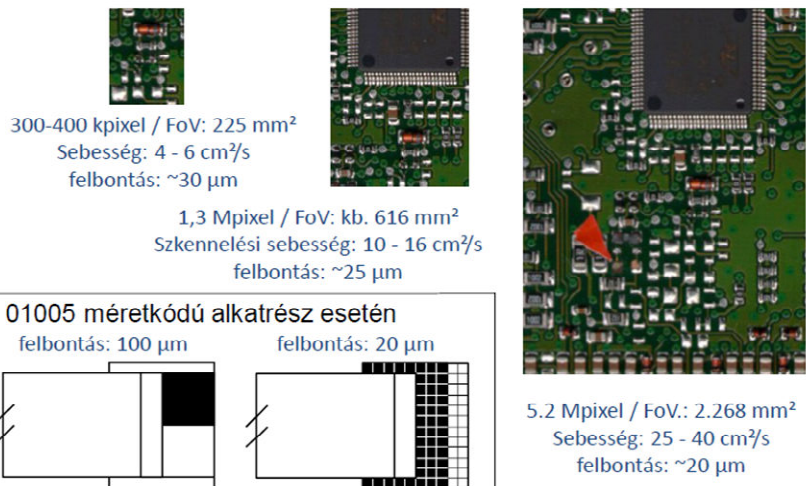 300-400 kpixel / FoV: 225 mm²
Sebesség: 4 - 6 cm²/s
felbontás: ~30 µm
1,3 Mpixel / FoV: kb. 616 mm²
Szkennelési sebesség: 10 - 16 cm²/s
felbontás: ~25 µm
5.2 Mpixel / FoV.: 2.268 mm²
Sebesség: 25 - 40 cm²/s
felbontás: ~20 µm
01005 méretkódú alkatrész esetén
felbontás: 100 µm
felbontás: 20 µm